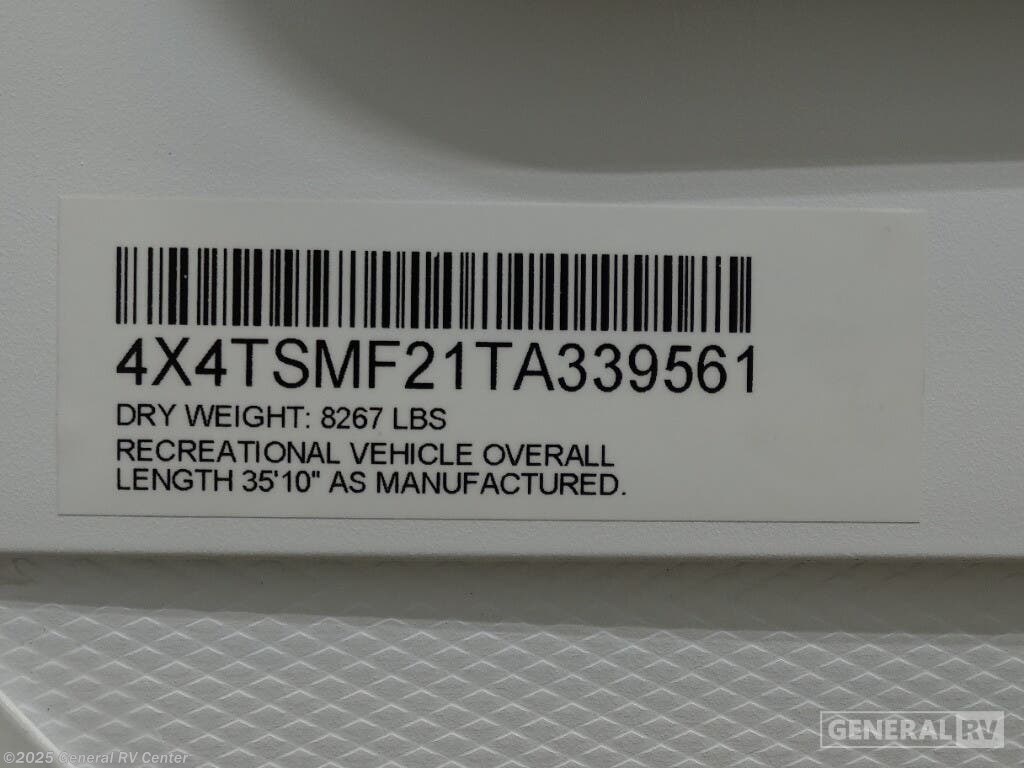 4X4TSMF21TA339561
DRY WEIGHT: 8267 LBS
RECREATIONAL VEHICLE OVERALL
LENGTH 35'10" AS MANUFACTURED.
GENERAL RV
©2025 General RV Center